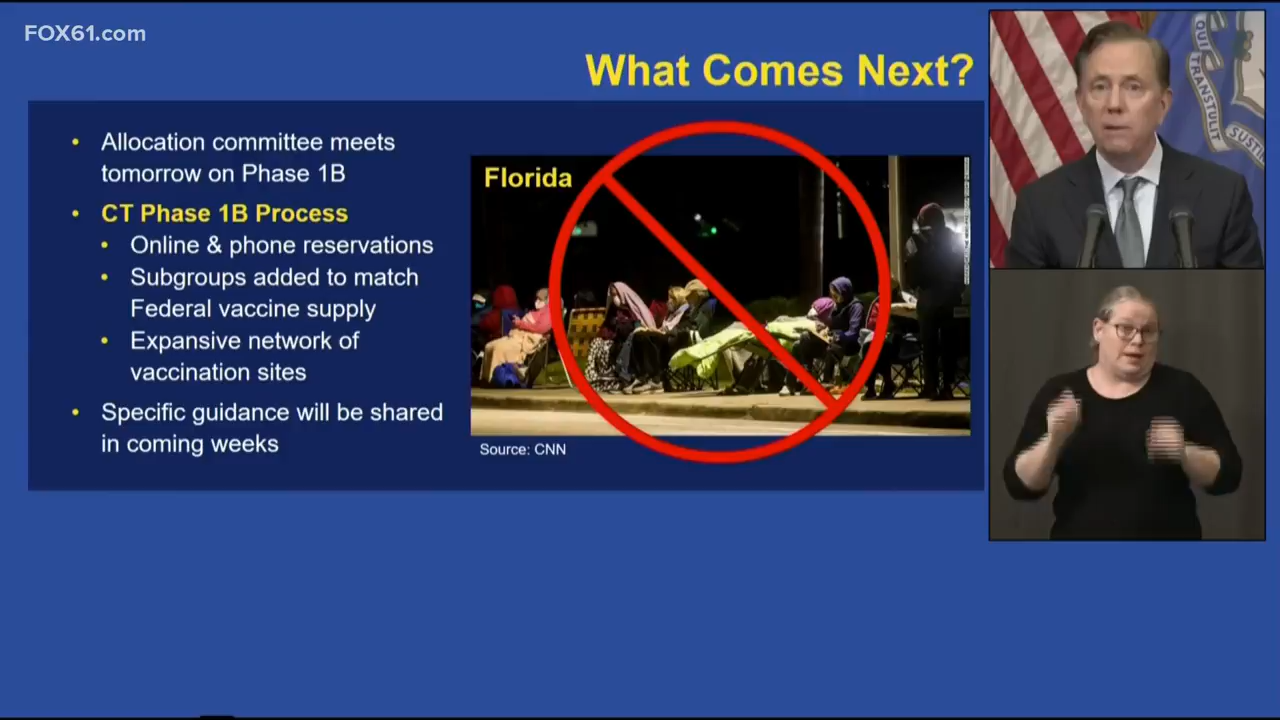 FOX61.com
What Comes Next?
• Allocation committee meets
tomorrow on Phase 1B
• CT Phase 1B Process
• Online & phone reservations
• Subgroups added to match
Federal vaccine supply
• Expansive network of
vaccination sites
• Specific guidance will be shared
in coming weeks
Florida
Source: CNN
QUI TRANSTULIT